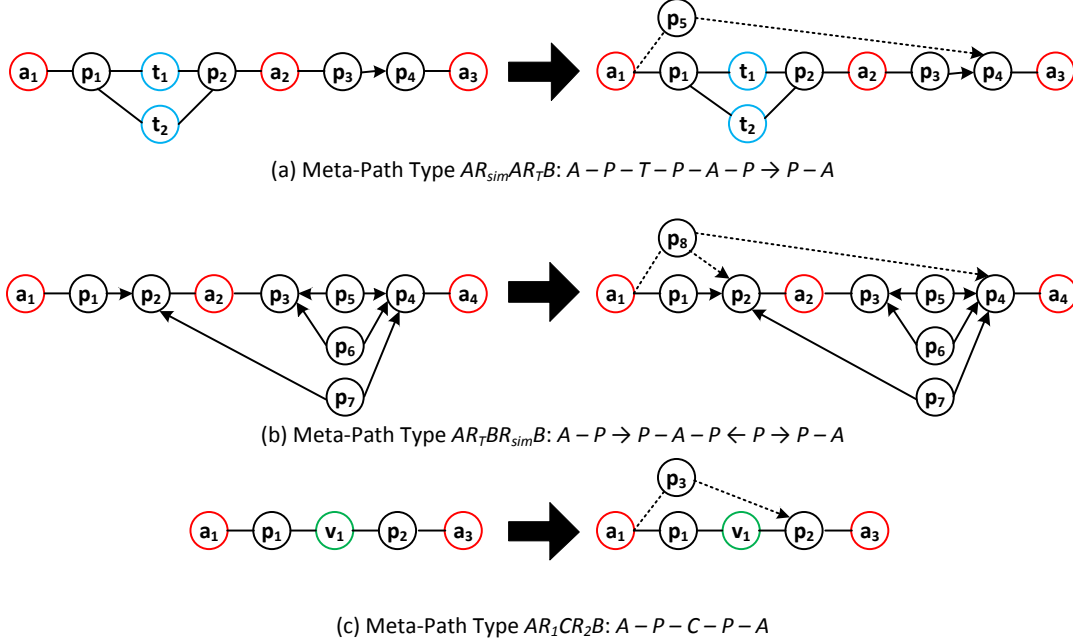 p₅
a₁ p₁ t₁ p₂ a₂ p₃ p₄ a₃ a₁ p₁ t₁ p₂ a₂ p₃ p₄ a₃
t₂ t₂
(a) Meta-Path Type AR_simAR_TB: A – P – T – P – A – P → P – A
p₈
a₁ p₁ p₂ a₂ p₃ p₅ p₄ a₄ a₁ p₁ p₂ a₂ p₃ p₅ p₄ a₄
p₆ p₆
p₇ p₇
(b) Meta-Path Type AR_TBR_simB: A – P → P – A – P ← P → P – A
p₃
a₁ p₁ v₁ p₂ a₃ a₁ p₁ v₁ p₂ a₃
(c) Meta-Path Type AR₁CR₂B: A – P – C – P – A